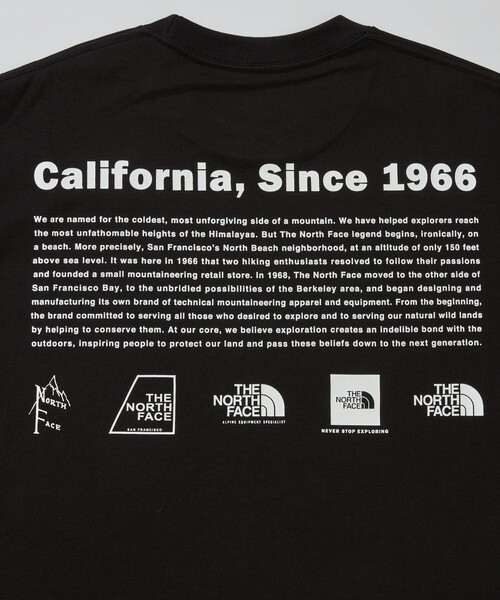 California, Since 1966
We are named for the coldest, most unforgiving side of a mountain. We have helped explorers reach
the most unfathomable heights of the Himalayas. But The North Face legend begins, ironically, on
a beach. More precisely, San Francisco's North Beach neighborhood, at an altitude of only 150 feet
above sea level. It was here in 1966 that two hiking enthusiasts resolved to follow their passions
and founded a small mountaineering retail store. In 1968, The North Face moved to the other side of
San Francisco Bay, to the unbridled possibilities of the Berkeley area, and began designing and
manufacturing its own brand of technical mountaineering apparel and equipment. From the beginning,
the brand committed to serving all those who desired to explore and to serving our natural wild lands
by helping to conserve them. At our core, we believe exploration creates an indelible bond with the
outdoors, inspiring people to protect our land and pass these beliefs down to the next generation.
North
Face
THE
NORTH
FACE
SAN FRANCISCO
THE
NORTH
FACE
ALPINE EQUIPMENT SPECIALIST
THE
NORTH
FACE
NEVER STOP EXPLORING
THE
NORTH
FACE